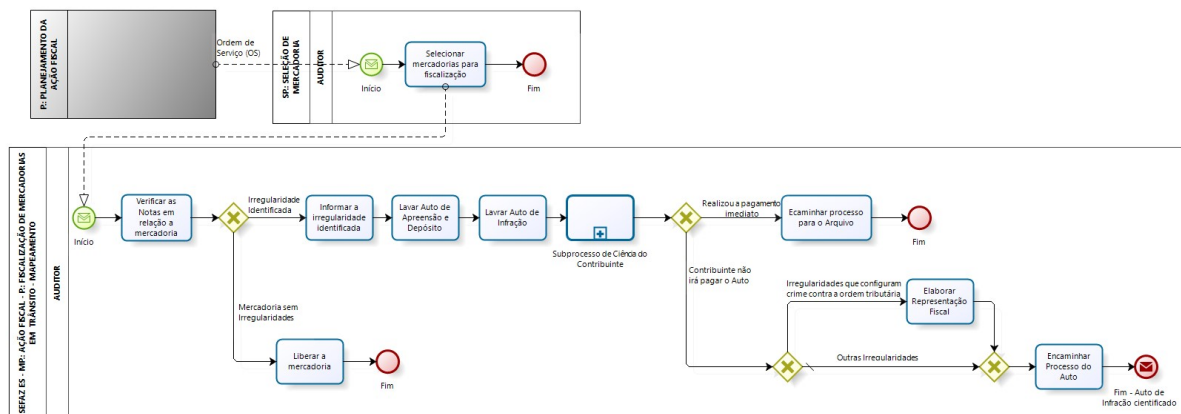 P.: PLANEJAMENTO DA
AÇÃO FISCAL
Ordem de
Serviço (OS)
SP.: SELEÇÃO DE
MERCADORIA
AUDITOR
Início
Selecionar
mercadorias para
fiscalização
Fim
SEFAZ ES - MP.: AÇÃO FISCAL - P.: FISCALIZAÇÃO DE MERCADORIAS
EM TRÂNSITO - MAPEAMENTO
AUDITOR
Início
Verificar as
Notas em
relação a
mercadoria
Irregularidade
Identificada
Informar a
irregularidade
identificada
Lavar Auto de
Apreensão e
Depósito
Lavrar Auto de
Infração
Subprocesso de Ciência do
Contribuinte
Realizou a pagamento
imediato
Ecaminhar processo
para o Arquivo
Fim
Mercadoria sem
Irregularidades
Liberar a
mercadoria
Fim
Contribuinte não
irá pagar o Auto
Irregularidades que configuram
crime contra a ordem tributária
Elaborar
Representação
Fiscal
Outras Irregularidades
Encaminhar
Processo do
Auto
Fim - Auto de
Infração cientificado